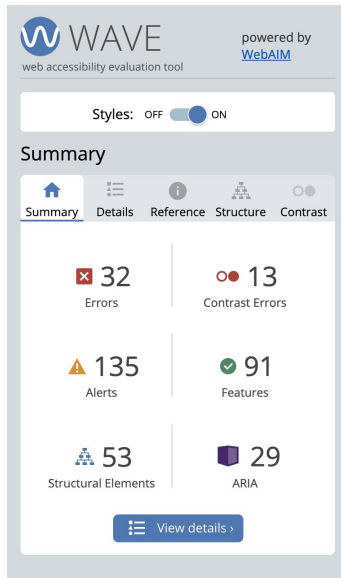 WAVE
web accessibility evaluation tool
powered by
WebAIM
Styles: OFF ON
Summary
Summary Details Reference Structure Contrast
32 13
Errors Contrast Errors
135 91
Alerts Features
53 29
Structural Elements ARIA
View details ›